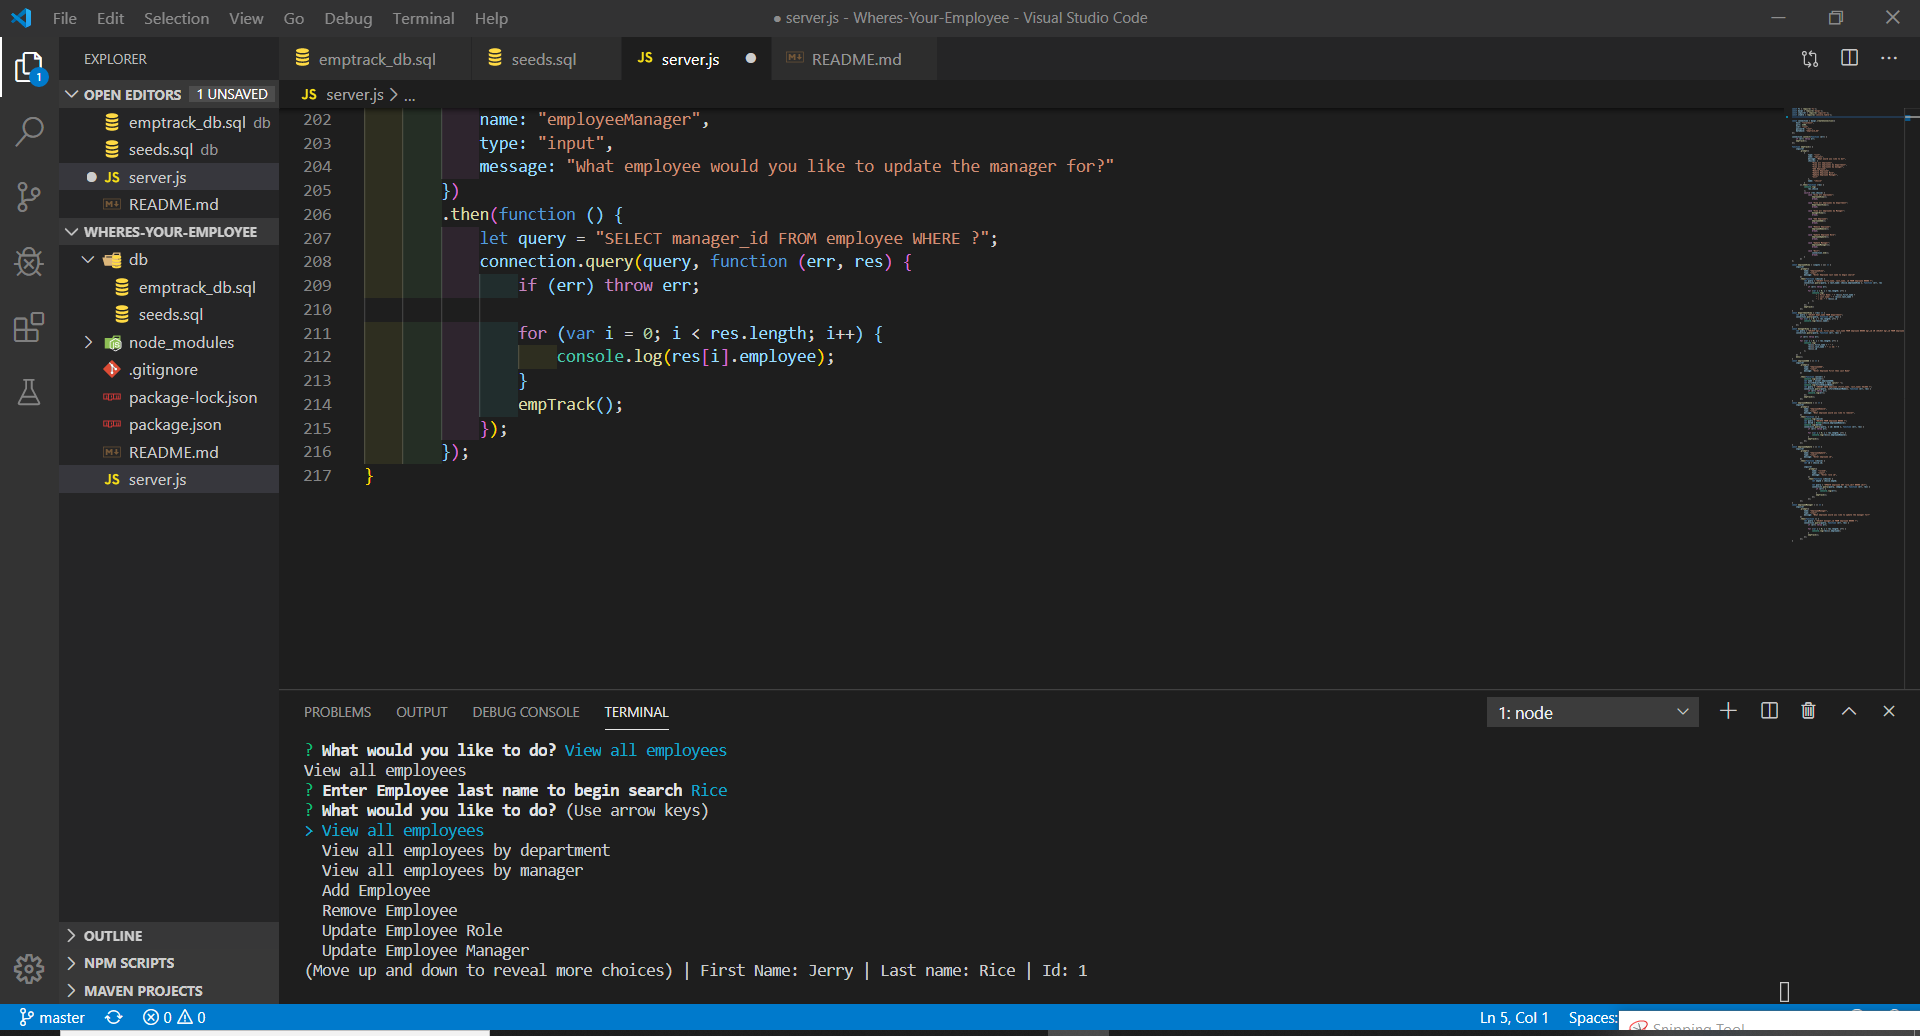 File Edit Selection View Go Debug Terminal Help
● server.js - Wheres-Your-Employee - Visual Studio Code
EXPLORER
emptrack_db.sql
seeds.sql
JS server.js
README.md
OPEN EDITORS 1 UNSAVED
emptrack_db.sql db
seeds.sql db
JS server.js
README.md
WHERES-YOUR-EMPLOYEE
db
emptrack_db.sql
seeds.sql
node_modules
.gitignore
package-lock.json
package.json
README.md
JS server.js
OUTLINE
NPM SCRIPTS
MAVEN PROJECTS
JS server.js > ...
202 name: "employeeManager",
203 type: "input",
204 message: "What employee would you like to update the manager for?"
205 })
206 .then(function () {
207 let query = "SELECT manager_id FROM employee WHERE ?";
208 connection.query(query, function (err, res) {
209 if (err) throw err;
210
211 for (var i = 0; i < res.length; i++) {
212 console.log(res[i].employee);
213 }
214 empTrack();
215 });
216 });
217 }
PROBLEMS OUTPUT DEBUG CONSOLE TERMINAL
1: node
? What would you like to do? View all employees
View all employees
? Enter Employee last name to begin search Rice
? What would you like to do? (Use arrow keys)
> View all employees
View all employees by department
View all employees by manager
Add Employee
Remove Employee
Update Employee Role
Update Employee Manager
(Move up and down to reveal more choices) | First Name: Jerry | Last name: Rice | Id: 1
master 0 0
Ln 5, Col 1 Spaces:
Snipping Tool